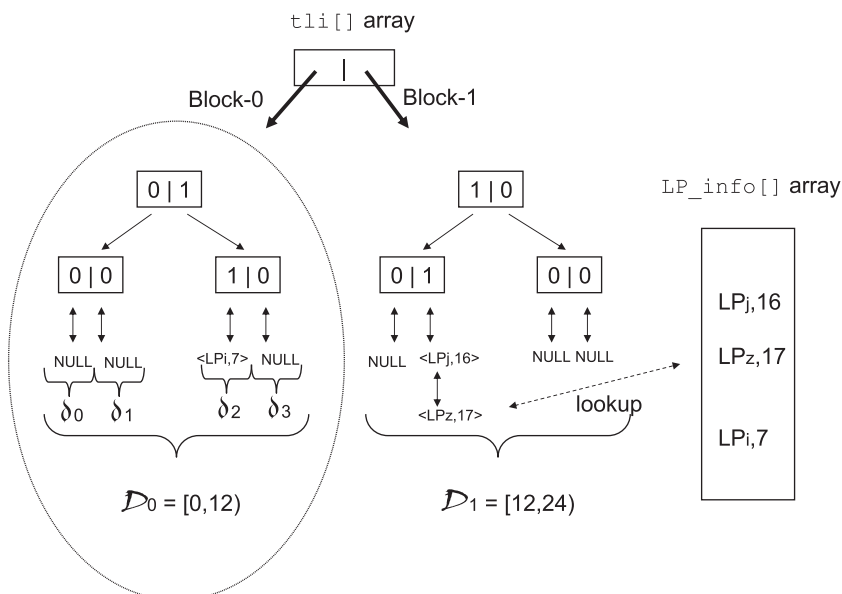 tli[] array
|
Block-0
Block-1
0 | 1
1 | 0
LP_info[] array
0 | 0
1 | 0
0 | 1
0 | 0
LPj,16
LPz,17
LPi,7
NULL
NULL
<LPi,7>
NULL
NULL
<LPj,16>
NULL NULL
δ0
δ1
δ2
δ3
<LPz,17>
lookup
𝒟0 = [0,12)
𝒟1 = [12,24)